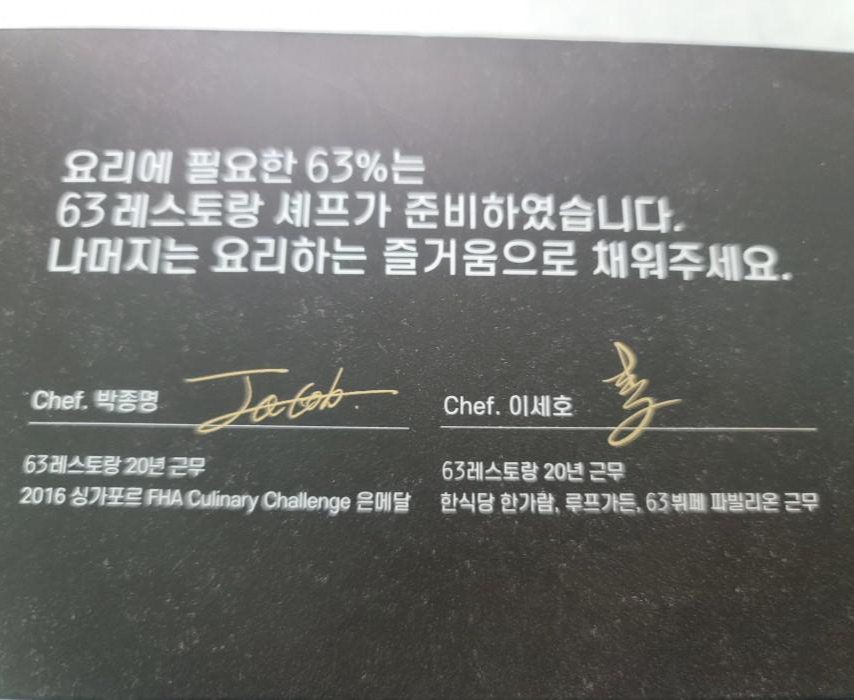 요리에 필요한 63%는
63 레스토랑 셰프가 준비하였습니다.
나머지는 요리하는 즐거움으로 채워주세요.
Chef. 박종명 Jacob.
63레스토랑 20년 근무
2016 싱가포르 FHA Culinary Challenge 은메달
Chef. 이세호
63레스토랑 20년 근무
한식당 한가람, 루프가든, 63뷔페 파빌리온 근무